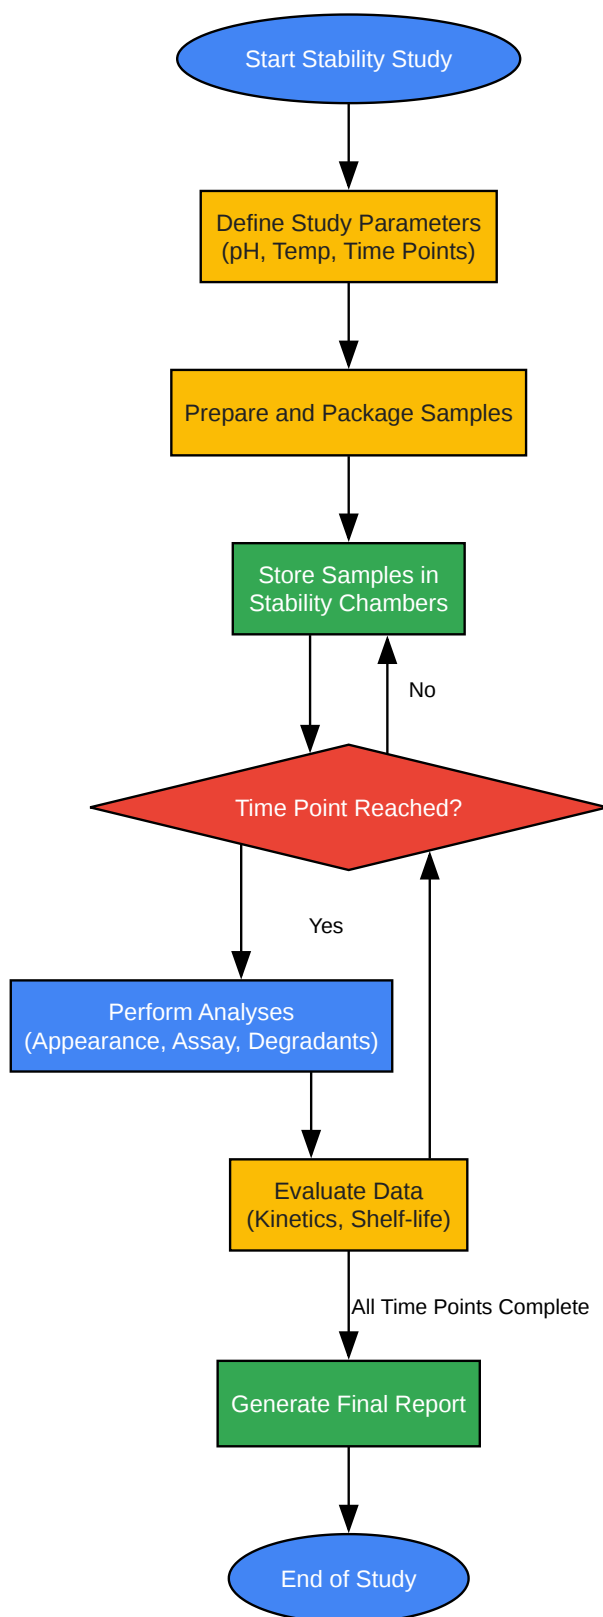 Start Stability Study
Define Study Parameters
(pH, Temp, Time Points)
Prepare and Package Samples
Store Samples in
Stability Chambers
No
Time Point Reached?
Yes
Perform Analyses
(Appearance, Assay, Degradants)
Evaluate Data
(Kinetics, Shelf-life)
All Time Points Complete
Generate Final Report
End of Study